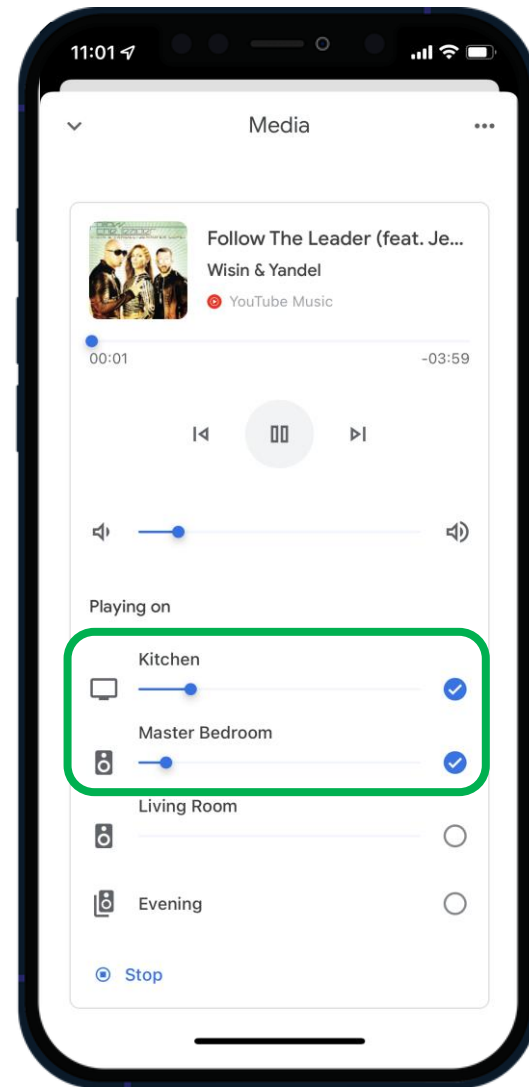 11:01
Media
Follow The Leader (feat. Je...
Wisin & Yandel
YouTube Music
00:01
-03:59
Playing on
Kitchen
Master Bedroom
Living Room
Evening
Stop